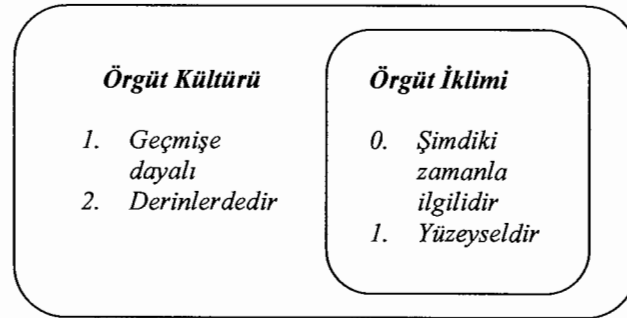 Örgüt Kültürü
1. Geçmişe
dayalı
2. Derinlerdedir
Örgüt İklimi
0. Şimdiki
zamanla
ilgilidir
1. Yüzeyseldir